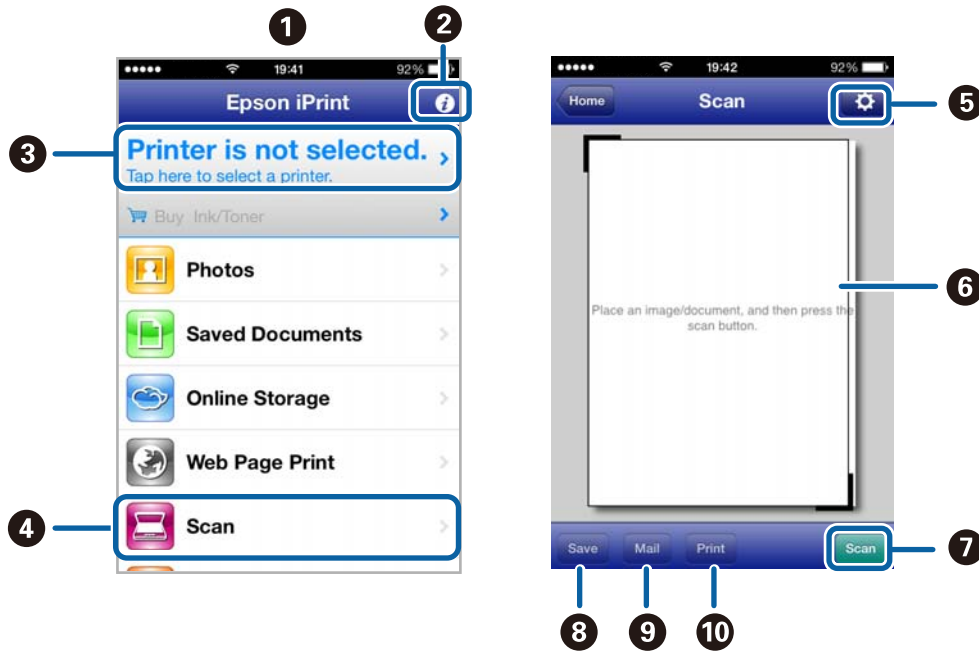 1
2
19:41
92%
Epson iPrint
i
3
Printer is not selected.
Tap here to select a printer.
Buy Ink/Toner
Photos
Saved Documents
Online Storage
Web Page Print
4
Scan
19:42
92%
Home
Scan
5
6
Place an image/document, and then press the
scan button.
Save
Mail
Print
Scan
7
8
9
10